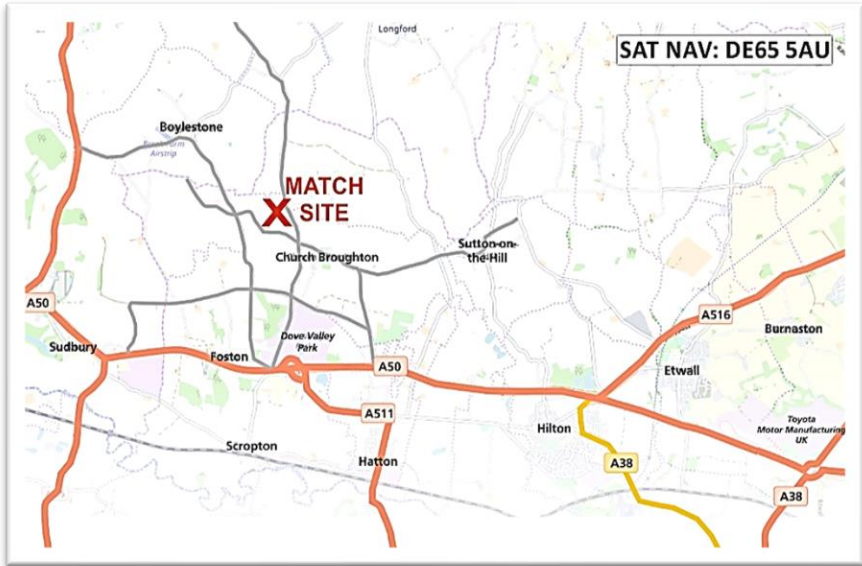 Longford
SAT NAV: DE65 5AU
Boylestone
Airstrip
MATCH
SITE
Church Broughton
Sutton-on-
the-Hill
A50
A516
Sudbury
Foston
Dove Valley
Park
A50
Burnaston
Etwall
A511
Toyota
Motor Manufacturing
UK
Hilton
Scropton
Hatton
A38
A38